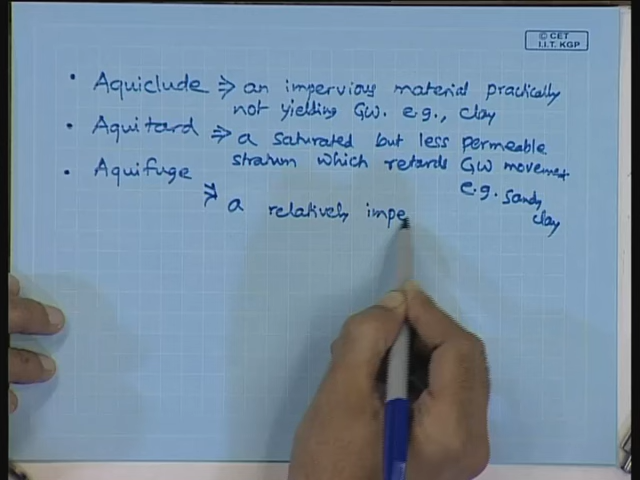 © CET
I.I.T. KGP
• Aquiclude ⇒ an impervious material practically
not yielding GW. e.g., clay
• Aquitard ⇒ a saturated but less permeable
stratum which retards GW movement
e.g. sandy
clay
• Aquifuge
⇒ a relatively impe